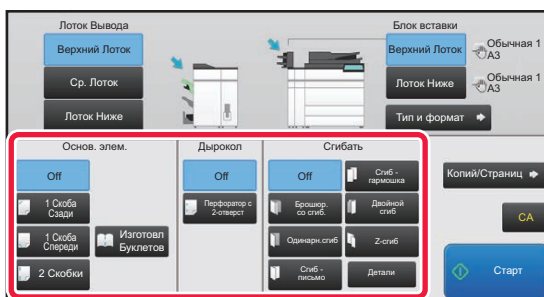 Лоток Вывода
Блок вставки
Верхний Лоток
Ср. Лоток
Лоток Ниже
Верхний Лоток
Обычная 1
A3
Лоток Ниже
Обычная 1
A3
Тип и формат
Основ. элем.
Дырокол
Сгибать
Off
1 Скоба
Сзади
1 Скоба
Спереди
2 Скобки
Изготовл
Буклетов
Off
Перфоратор с
2-отверст
Off
Сгиб -
гармошка
Брошюр.
со сгиб.
Двойной
сгиб
Одинарн.сгиб
Z-сгиб
Сгиб -
письмо
Детали
Копий/Страниц
CA
Старт